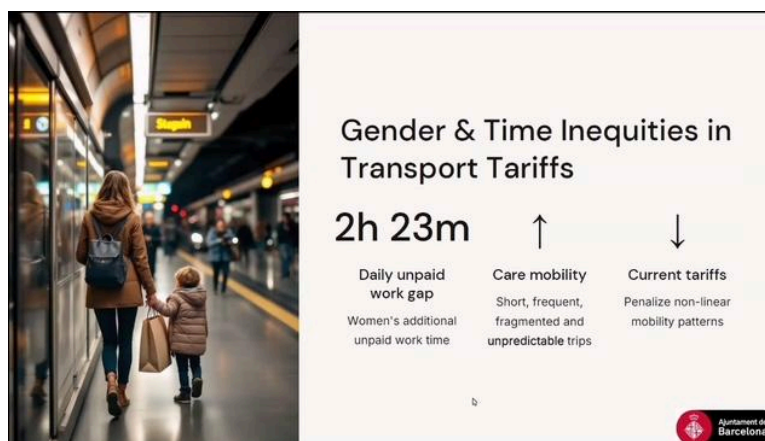 Gender & Time Inequities in
Transport Tariffs
2h 23m
Daily unpaid
work gap
Women's additional
unpaid work time
↑
Care mobility
Short, frequent,
fragmented and
unpredictable trips
↓
Current tariffs
Penalize non-linear
mobility patterns
Ajuntament de
Barcelona